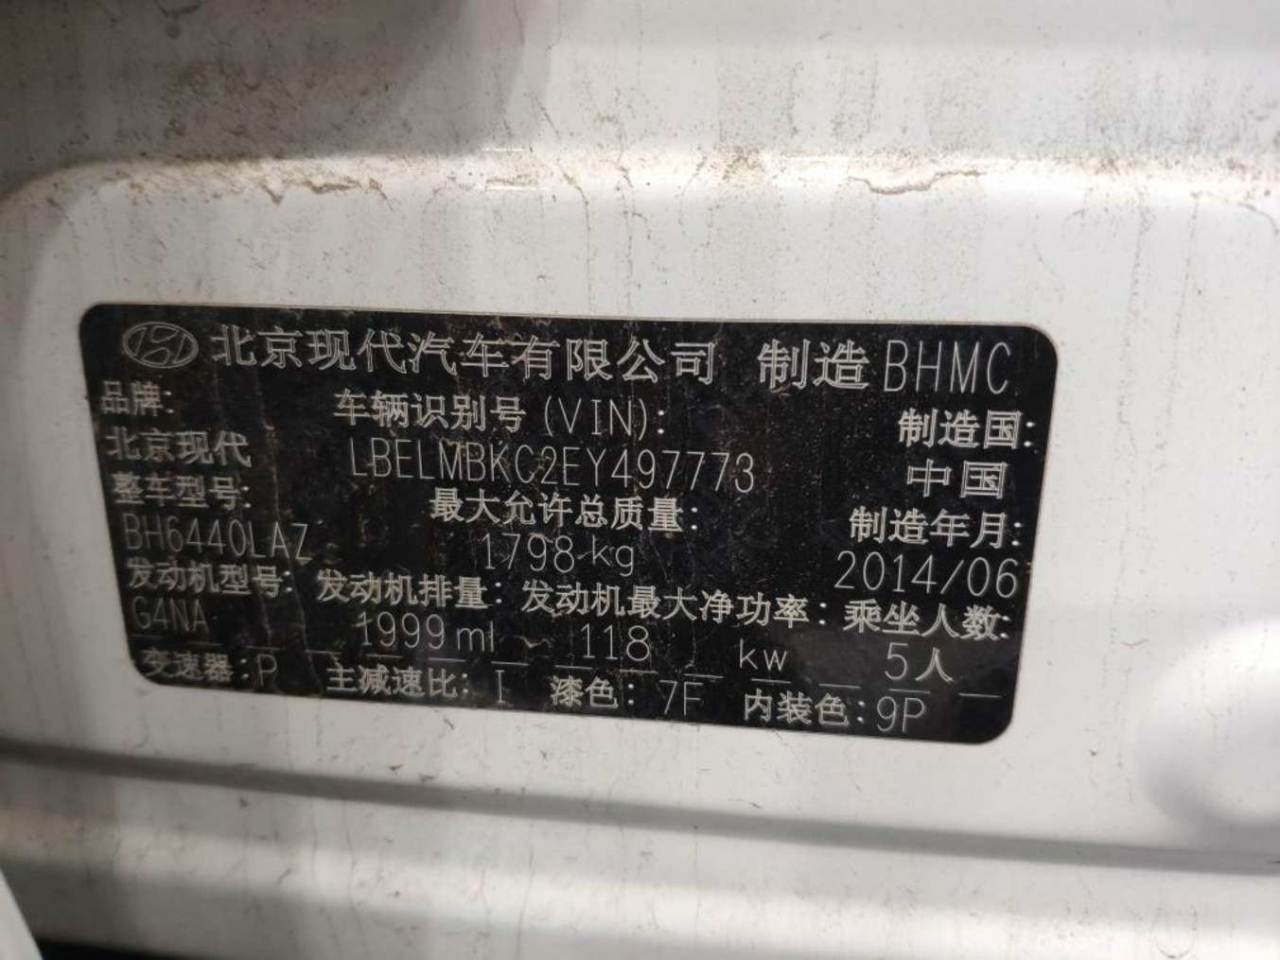 北京现代汽车有限公司 制造 BHMC
品牌: 车辆识别号(VIN): 制造国:
北京现代 LBELMBKC2EY497773 中国
整车型号: 最大允许总质量: 制造年月:
BH6440LAZ 1798 kg 2014/06
发动机型号: 发动机排量: 发动机最大净功率: 乘坐人数:
G4NA 1999 ml 118 kw 5人
变速器: P 主减速比: I 漆色: 7F 内装色: 9P